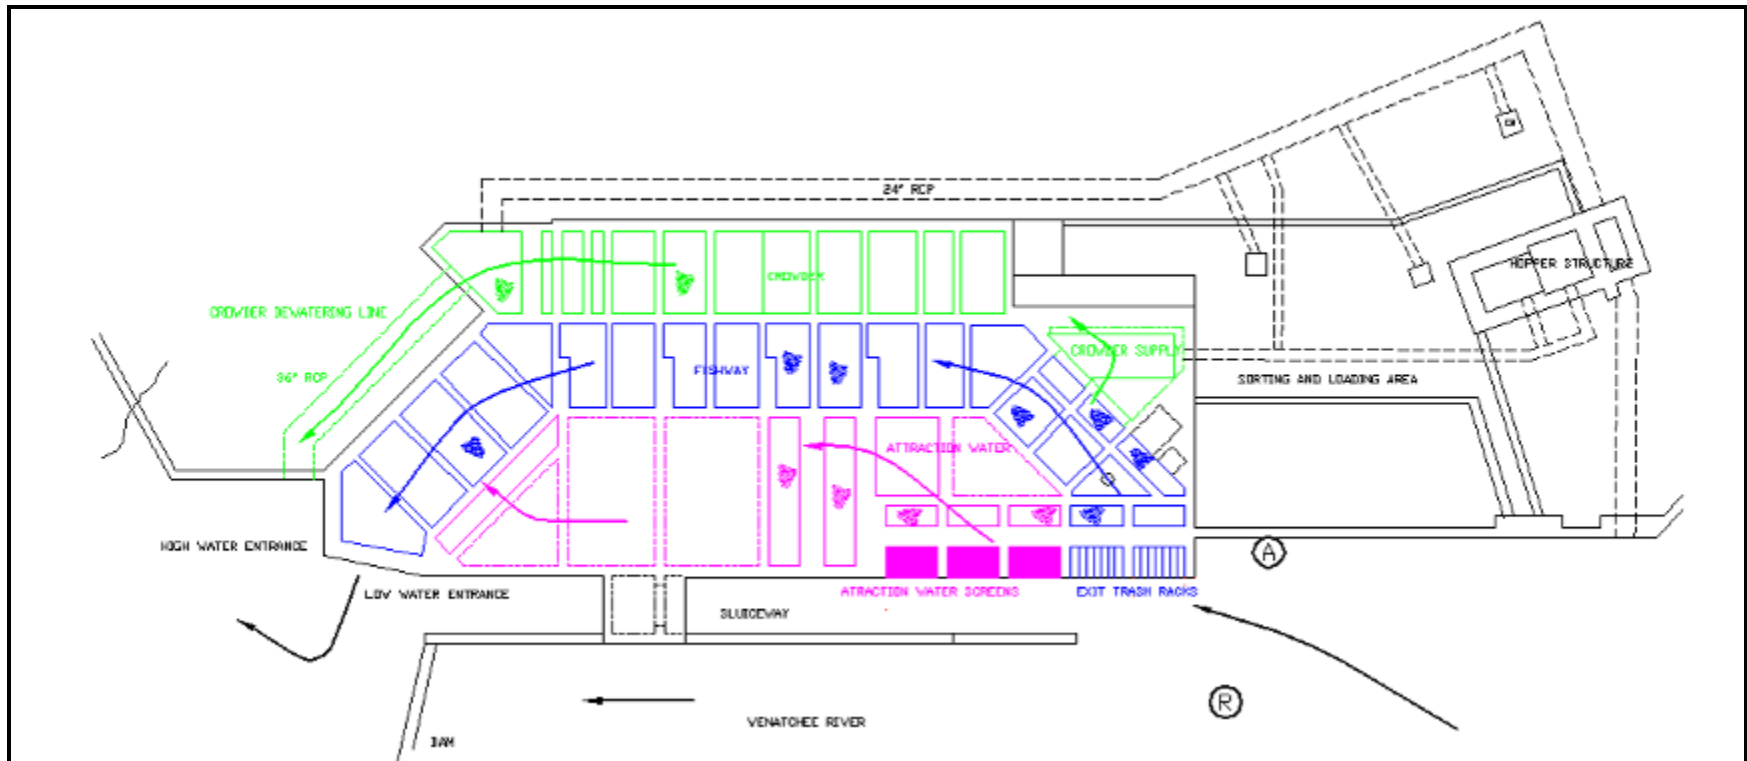 24" RCP
HOPPER STRUCTURE
CROWDER
CROWDER DEWATERING LINE
CROWDER SUPPLY
FISHWAY
36" RCP
SORTING AND LOADING AREA
ATTRACTION WATER
HIGH WATER ENTRANCE
A
LOW WATER ENTRANCE
ATRACTION WATER SCREENS
EXIT TRASH RACKS
SLUICEWAY
R
WENATCHEE RIVER
DAM